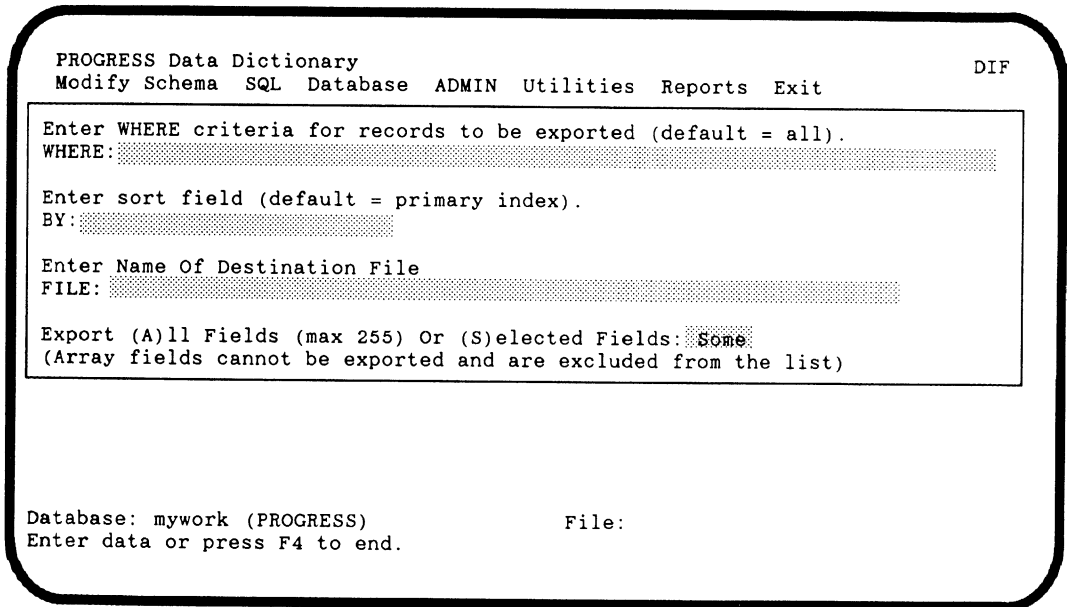 PROGRESS Data Dictionary DIF
Modify Schema SQL Database ADMIN Utilities Reports Exit
Enter WHERE criteria for records to be exported (default = all).
WHERE:
Enter sort field (default = primary index).
BY:
Enter Name Of Destination File
FILE:
Export (A)ll Fields (max 255) Or (S)elected Fields: Some
(Array fields cannot be exported and are excluded from the list)
Database: mywork (PROGRESS) File:
Enter data or press F4 to end.